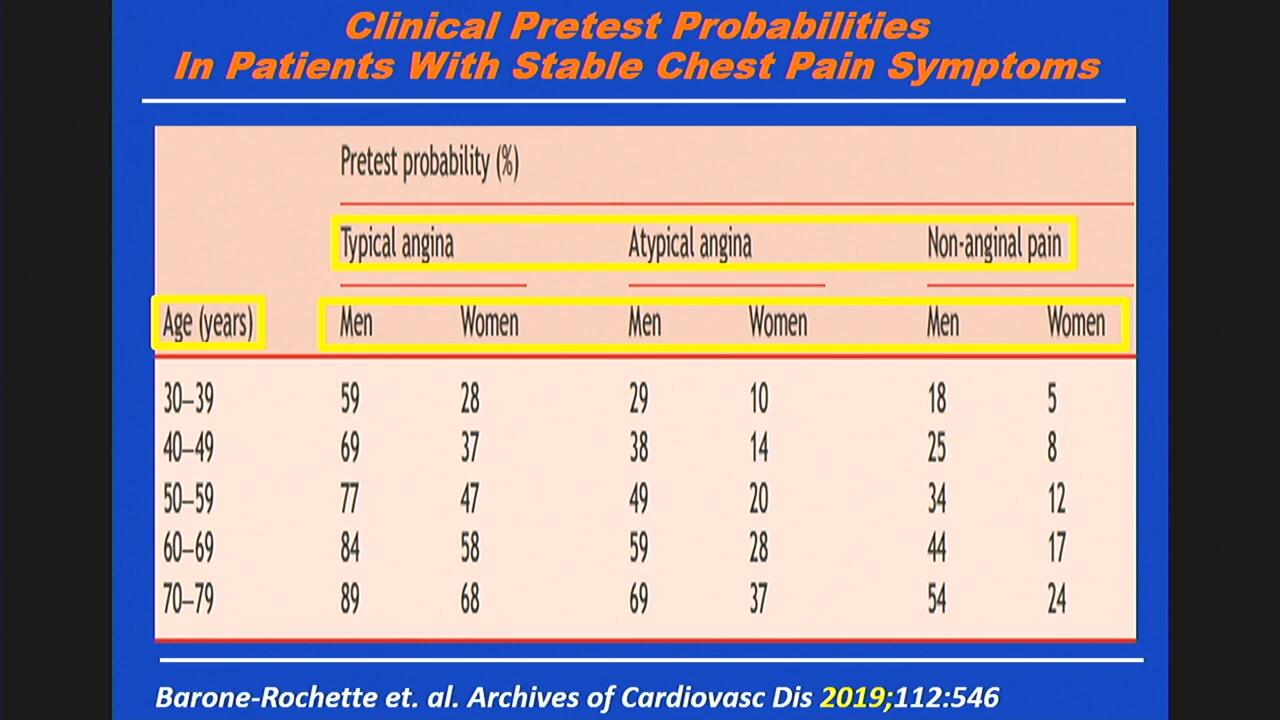 Clinical Pretest Probabilities
In Patients With Stable Chest Pain Symptoms
Pretest probability (%)
Typical angina Atypical angina Non-anginal pain
Age (years) Men Women Men Women Men Women
30–39 59 28 29 10 18 5
40–49 69 37 38 14 25 8
50–59 77 47 49 20 34 12
60–69 84 58 59 28 44 17
70–79 89 68 69 37 54 24
Barone-Rochette et. al. Archives of Cardiovasc Dis 2019;112:546